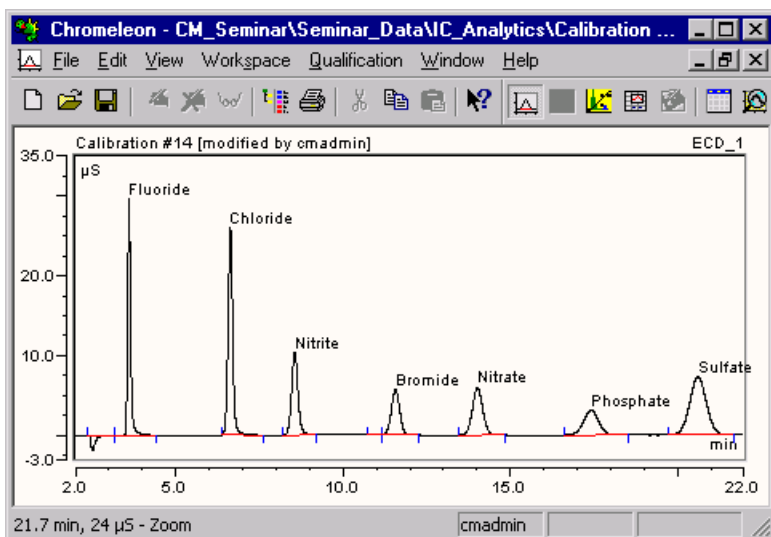 Chromeleon - CM_Seminar\Seminar_Data\IC_Analytics\Calibration ...
File Edit View Workspace Qualification Window Help
Calibration #14 [modified by cmadmin] ECD_1
35.0
µS
Fluoride
Chloride
20.0
10.0
Nitrite
Bromide
Nitrate
Phosphate
Sulfate
min
-3.0
2.0 5.0 10.0 15.0 22.0
21.7 min, 24 µS - Zoom cmadmin